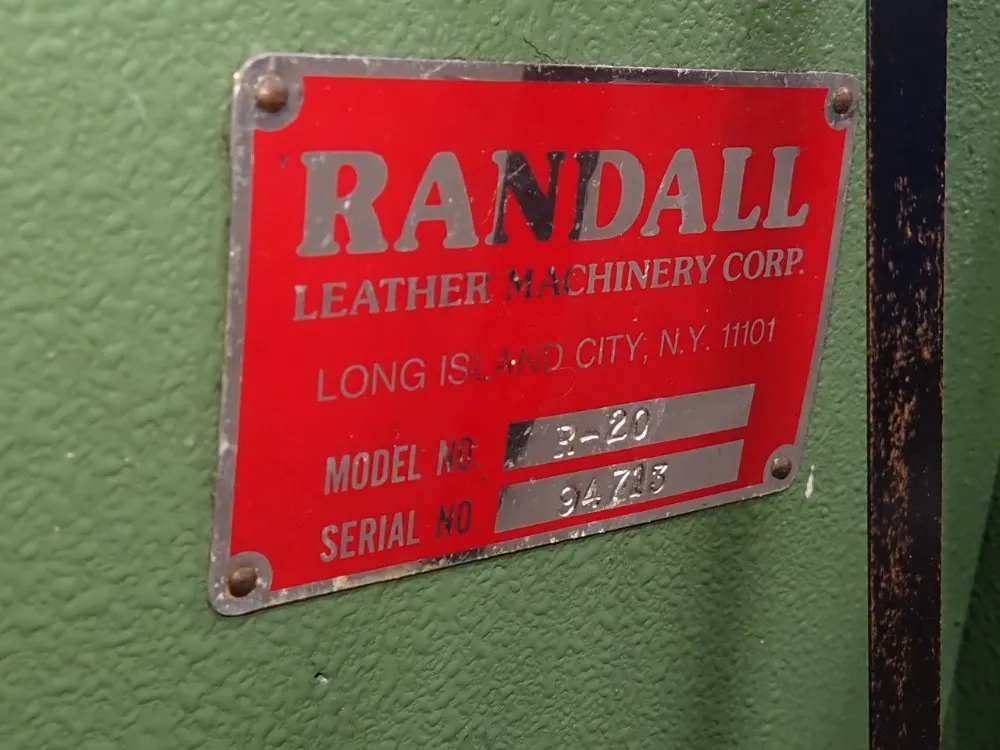 RANDALL
LEATHER MACHINERY CORP.
LONG ISLAND CITY, N.Y. 11101
MODEL NO. R-20
SERIAL NO 94713